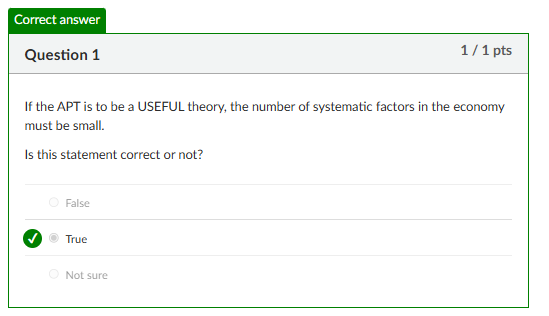 Correct answer
Question 1
1 / 1 pts
If the APT is to be a USEFUL theory, the number of systematic factors in the economy
must be small.
Is this statement correct or not?
False
True
Not sure